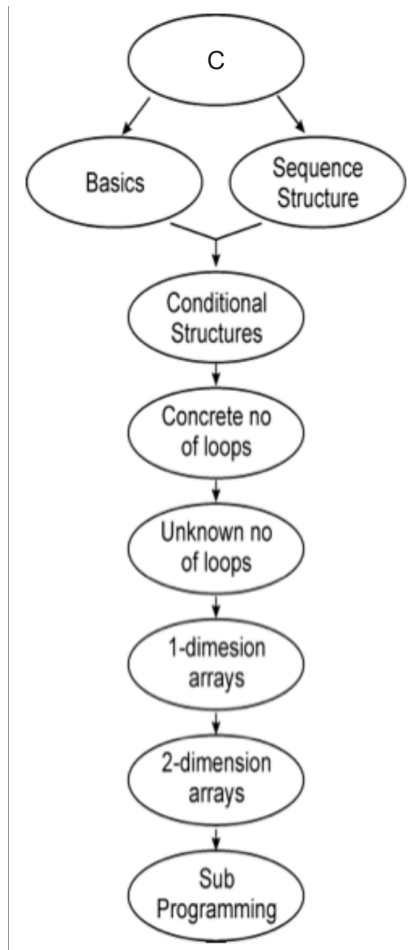 C
Basics
Sequence
Structure
Conditional
Structures
Concrete no
of loops
Unknown no
of loops
1-dimesion
arrays
2-dimension
arrays
Sub
Programming